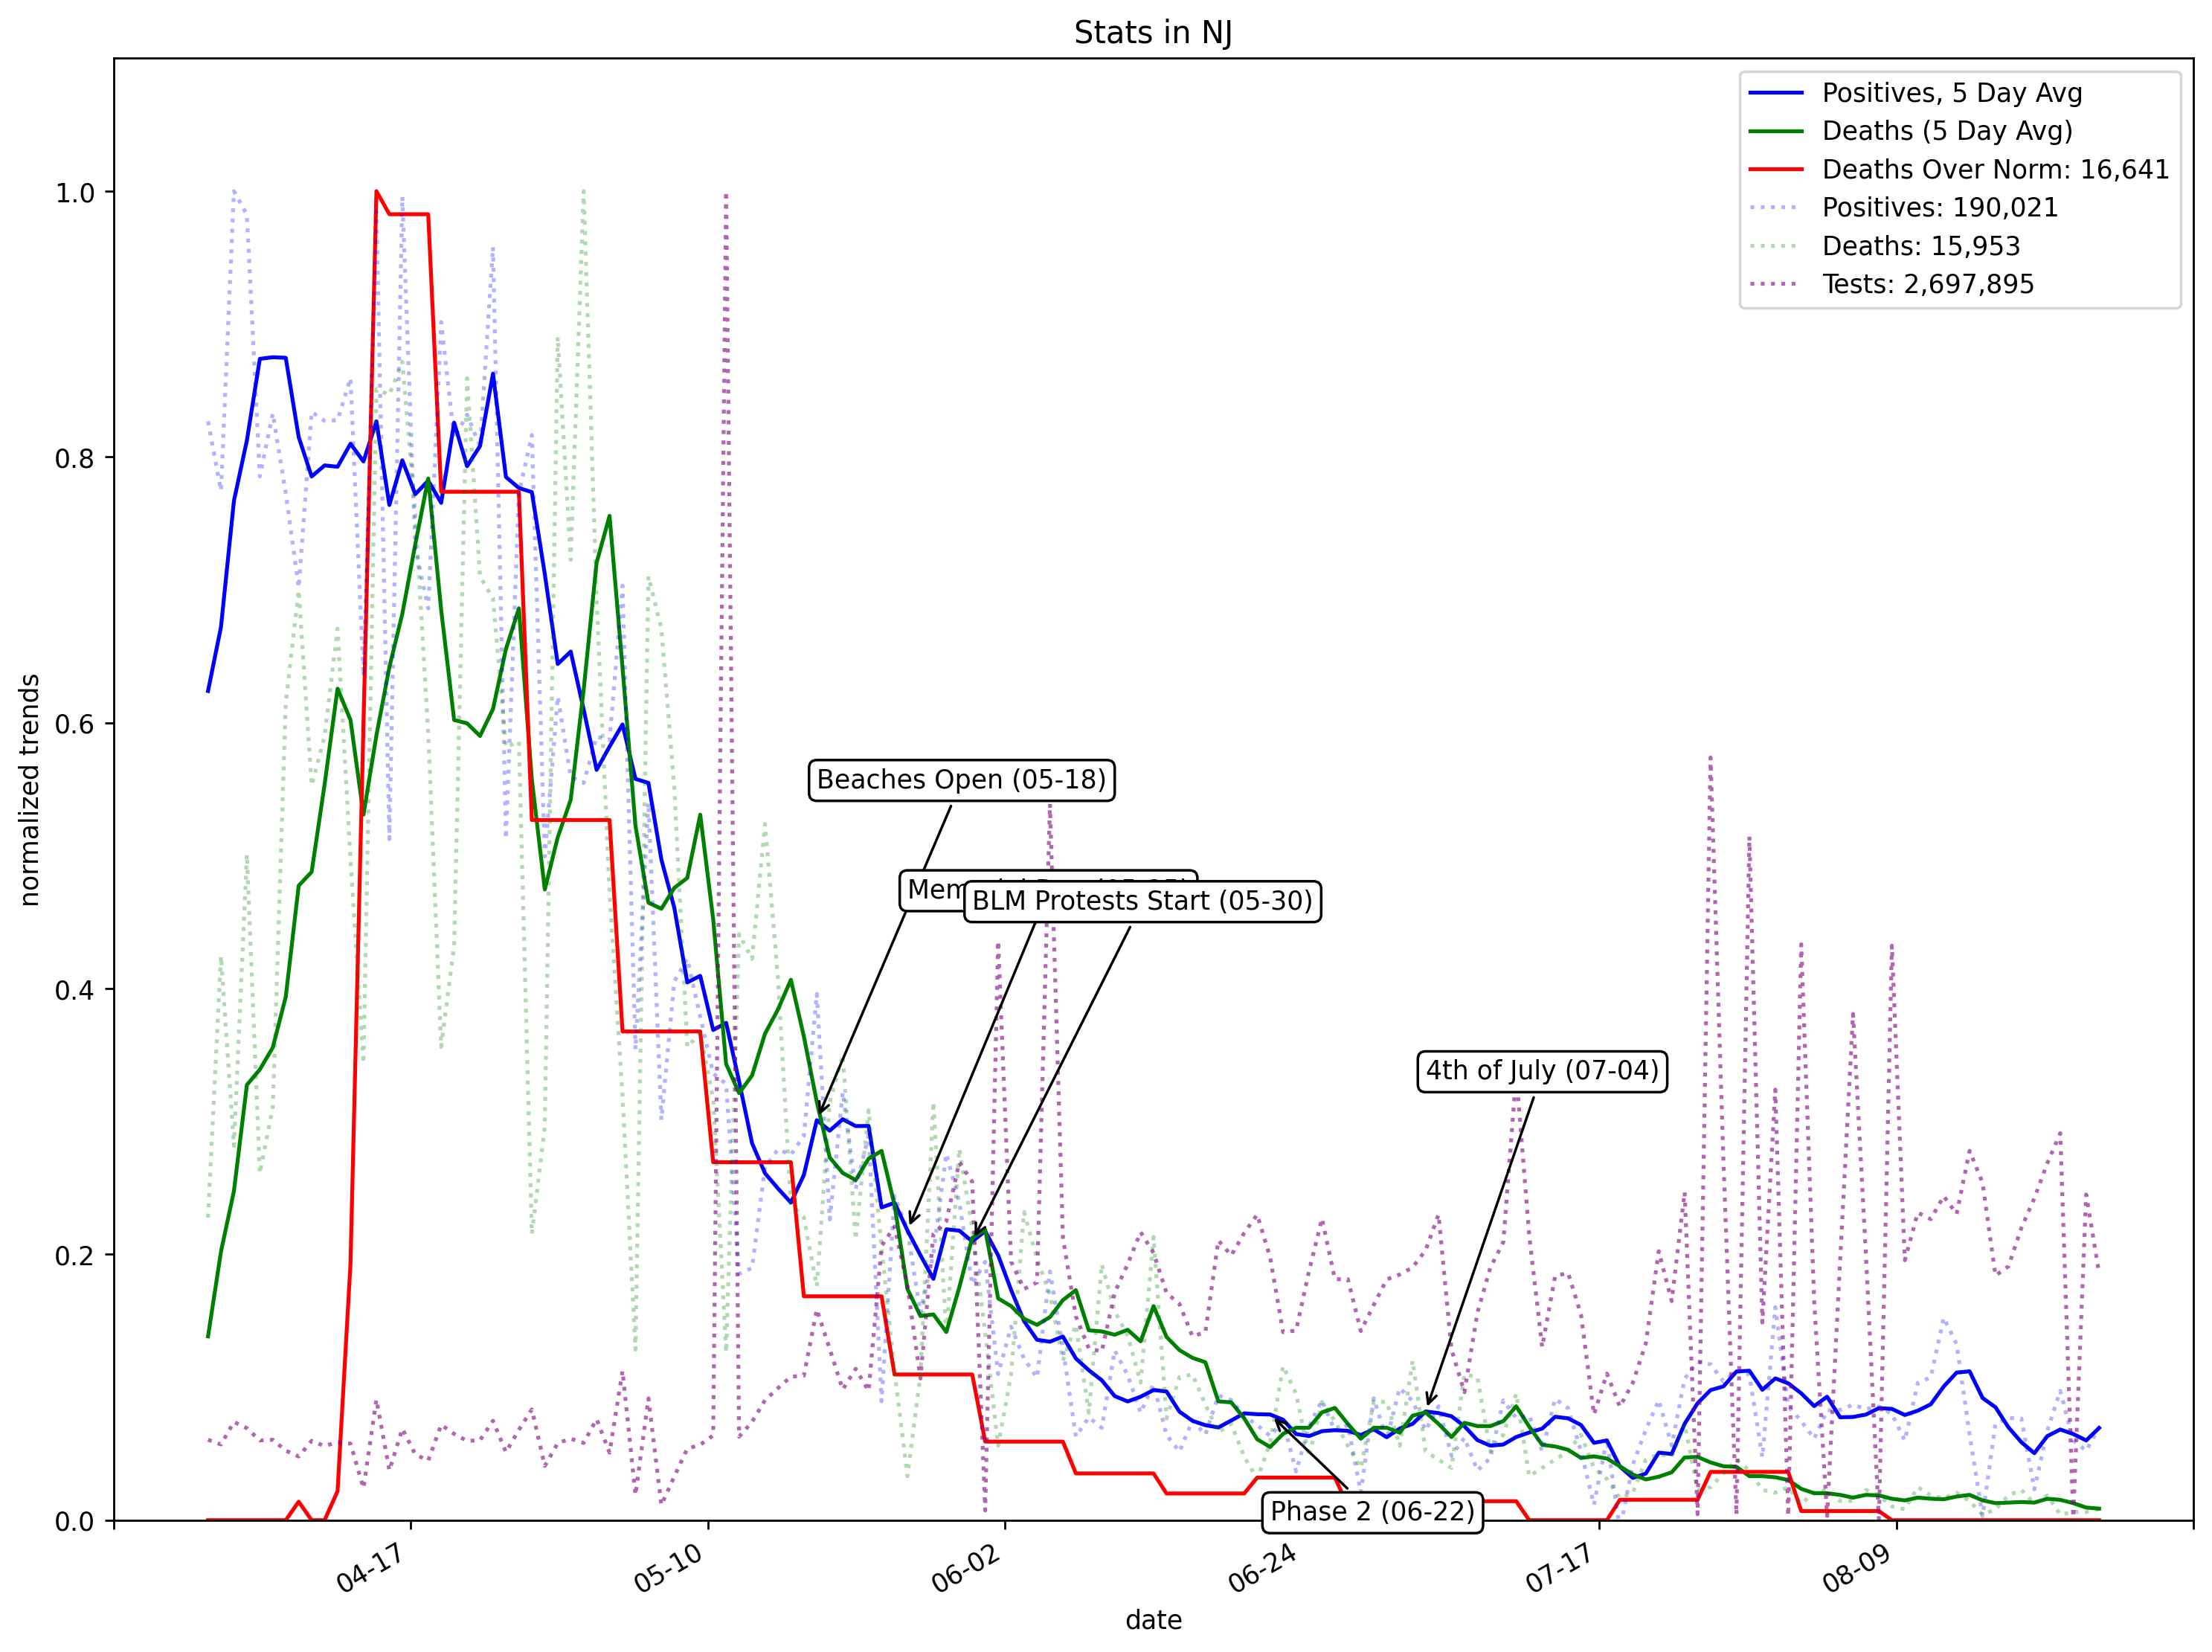 Stats in NJ
Positives, 5 Day Avg
Deaths (5 Day Avg)
Deaths Over Norm: 16,641
Positives: 190,021
Deaths: 15,953
Tests: 2,697,895
normalized trends
1.0
0.8
0.6
0.4
0.2
0.0
Beaches Open (05-18)
BLM Protests Start (05-30)
4th of July (07-04)
Phase 2 (06-22)
04-17
05-10
06-02
06-24
07-17
08-09
date